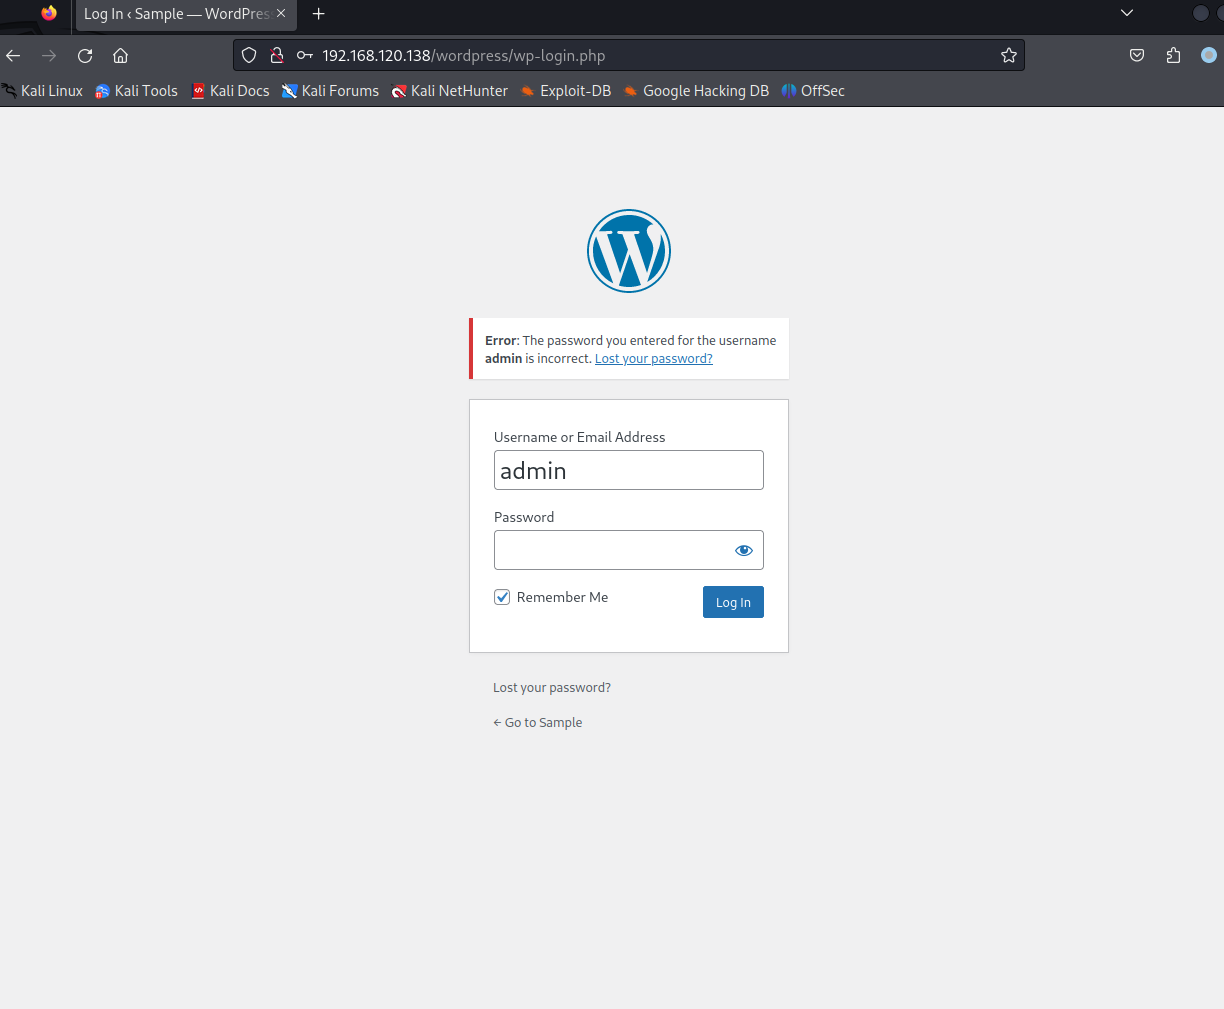 Log In ‹ Sample — WordPres
192.168.120.138/wordpress/wp-login.php
Kali Linux Kali Tools Kali Docs Kali Forums Kali NetHunter Exploit-DB Google Hacking DB OffSec
Error: The password you entered for the username
admin is incorrect. Lost your password?
Username or Email Address
admin
Password
Remember Me
Log In
Lost your password?
← Go to Sample